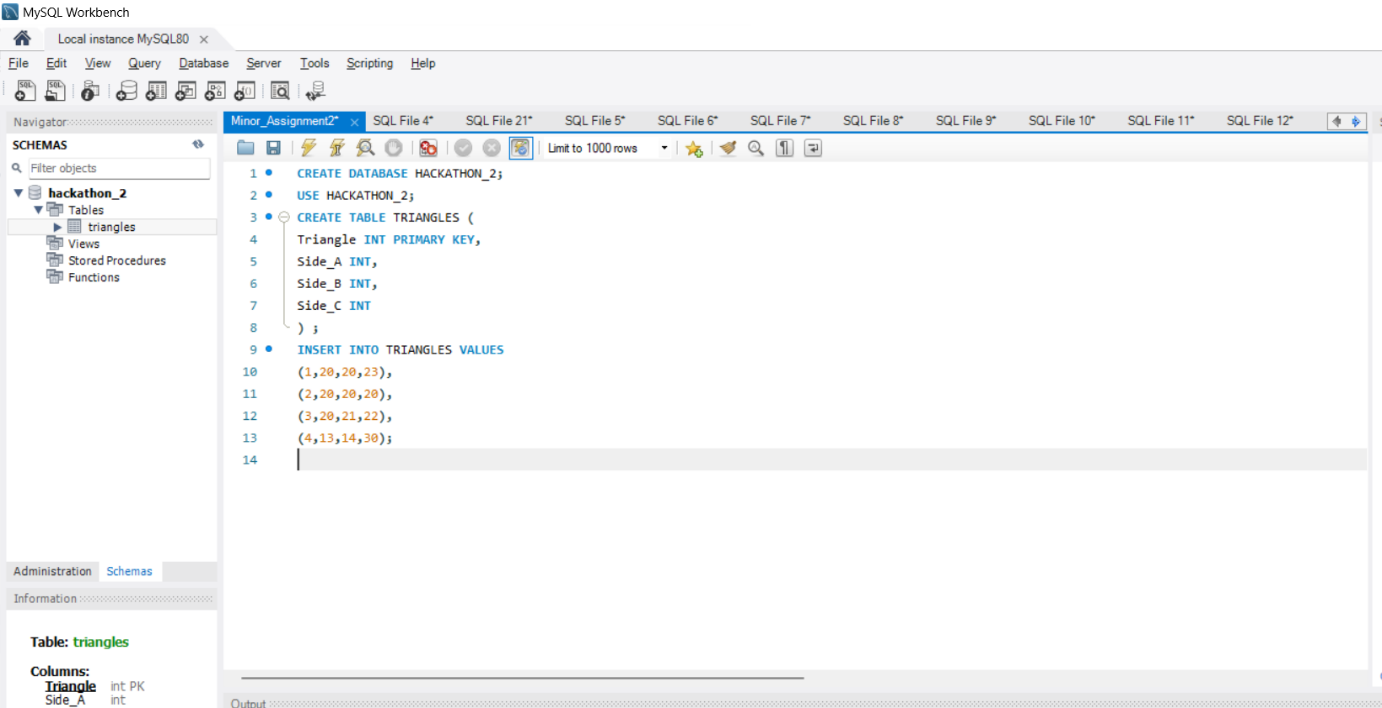 MySQL Workbench
Local instance MySQL80
File Edit View Query Database Server Tools Scripting Help
Navigator
SCHEMAS
Filter objects
hackathon_2
Tables
triangles
Views
Stored Procedures
Functions
Administration Schemas
Information
Table: triangles
Columns:
Triangle int PK
Side_A int
Minor_Assignment2* SQL File 4* SQL File 21* SQL File 5* SQL File 6* SQL File 7* SQL File 8* SQL File 9* SQL File 10* SQL File 11* SQL File 12*
Limit to 1000 rows
1 CREATE DATABASE HACKATHON_2;
2 USE HACKATHON_2;
3 CREATE TABLE TRIANGLES (
4 Triangle INT PRIMARY KEY,
5 Side_A INT,
6 Side_B INT,
7 Side_C INT
8 ) ;
9 INSERT INTO TRIANGLES VALUES
10 (1,20,20,23),
11 (2,20,20,20),
12 (3,20,21,22),
13 (4,13,14,30);
14
Output